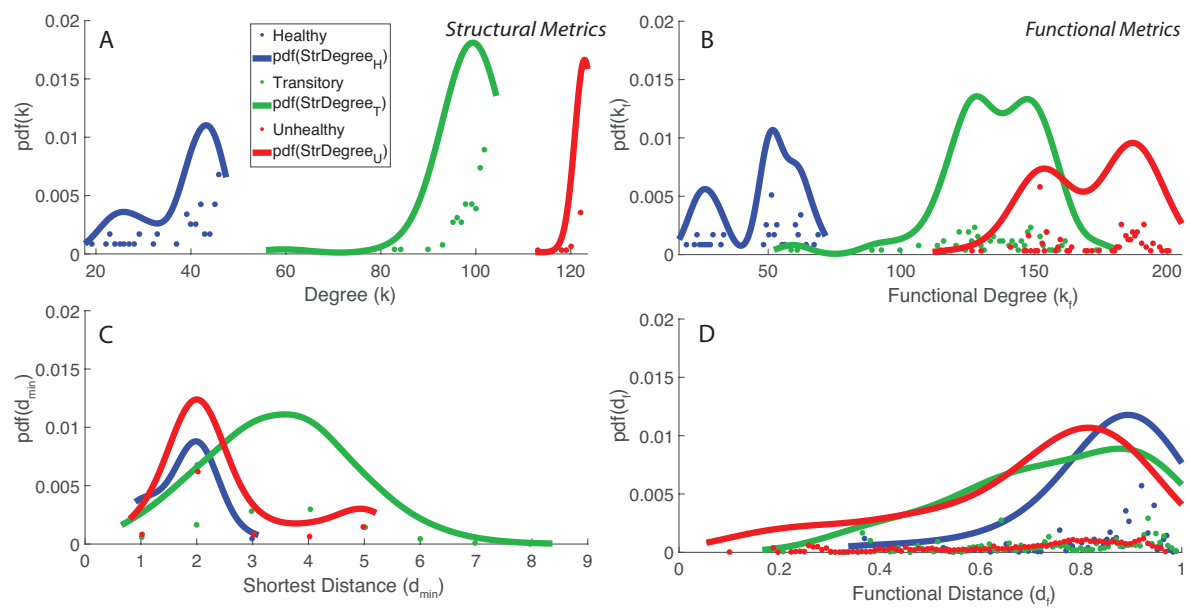 A
Structural Metrics
Healthy
pdf(StrDegree_H)
Transitory
pdf(StrDegree_T)
Unhealthy
pdf(StrDegree_U)
0.02
0.015
0.01
0.005
0
pdf(k)
20 40 60 80 100 120
Degree (k)
B
Functional Metrics
0.02
0.015
0.01
0.005
0
pdf(k_f)
50 100 150 200
Functional Degree (k_f)
C
0.02
0.015
0.01
0.005
0
pdf(d_min)
0 1 2 3 4 5 6 7 8 9
Shortest Distance (d_min)
D
0.02
0.015
0.01
0.005
0
pdf(d_f)
0 0.2 0.4 0.6 0.8 1
Functional Distance (d_f)